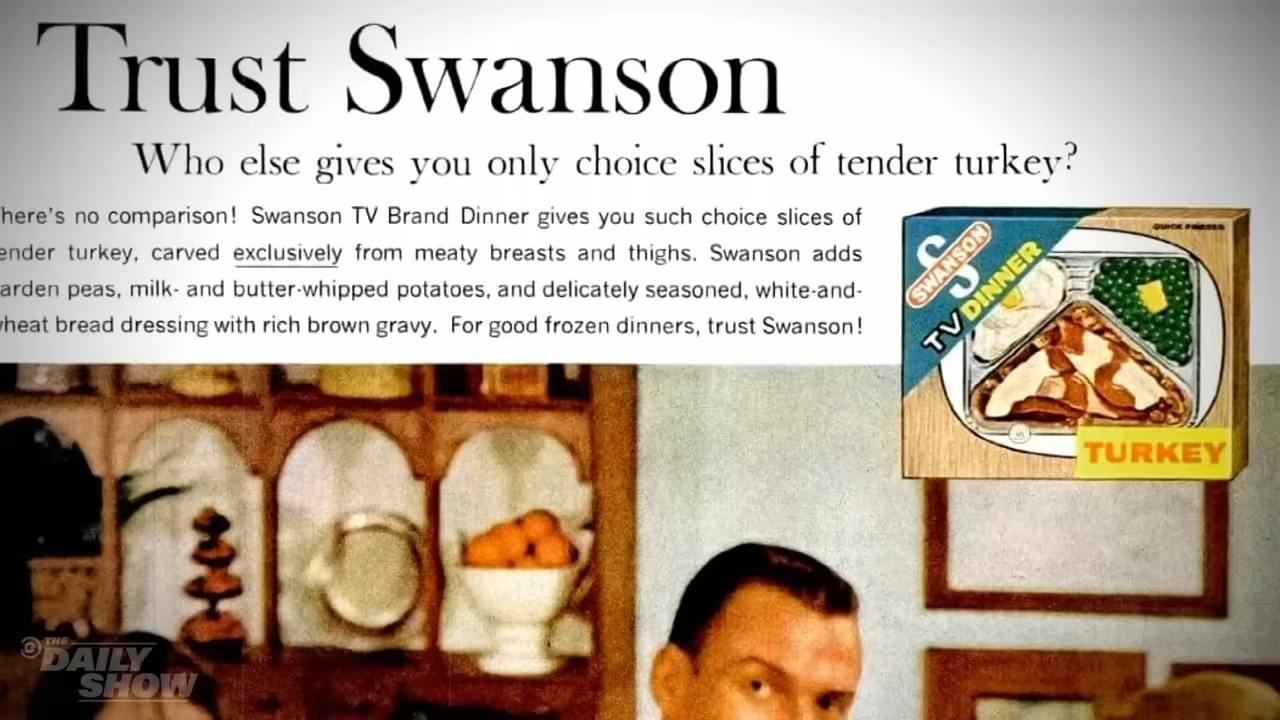 Trust Swanson
Who else gives you only choice slices of tender turkey?
here's no comparison! Swanson TV Brand Dinner gives you such choice slices of
ender turkey, carved exclusively from meaty breasts and thighs. Swanson adds
arden peas, milk- and butter-whipped potatoes, and delicately seasoned, white-and-
heat bread dressing with rich brown gravy. For good frozen dinners, trust Swanson!
QUICK FROZEN
SWANSON
TV DINNER
TURKEY
THE
DAILY
SHOW